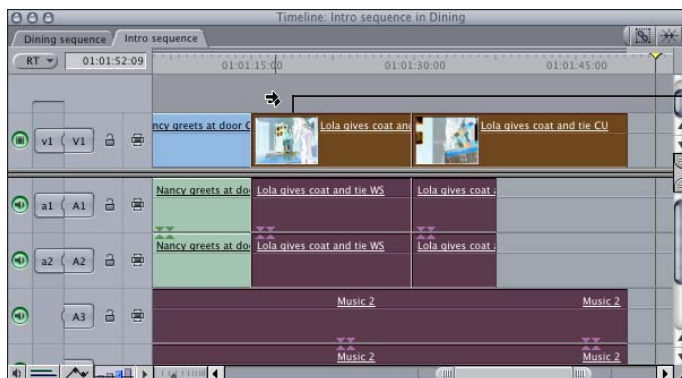 Timeline: Intro sequence in Dining
Dining sequence Intro sequence
RT 01:01:52:09 01:01:15:00 01:01:30:00 01:01:45:00
v1 V1 ncy greets at door C Lola gives coat and Lola gives coat and tie CU
a1 A1 Nancy greets at do Lola gives coat and tie WS Lola gives coat
a2 A2 Nancy greets at do Lola gives coat and tie WS Lola gives coat
A3 Music 2 Music 2
Music 2 Music 2